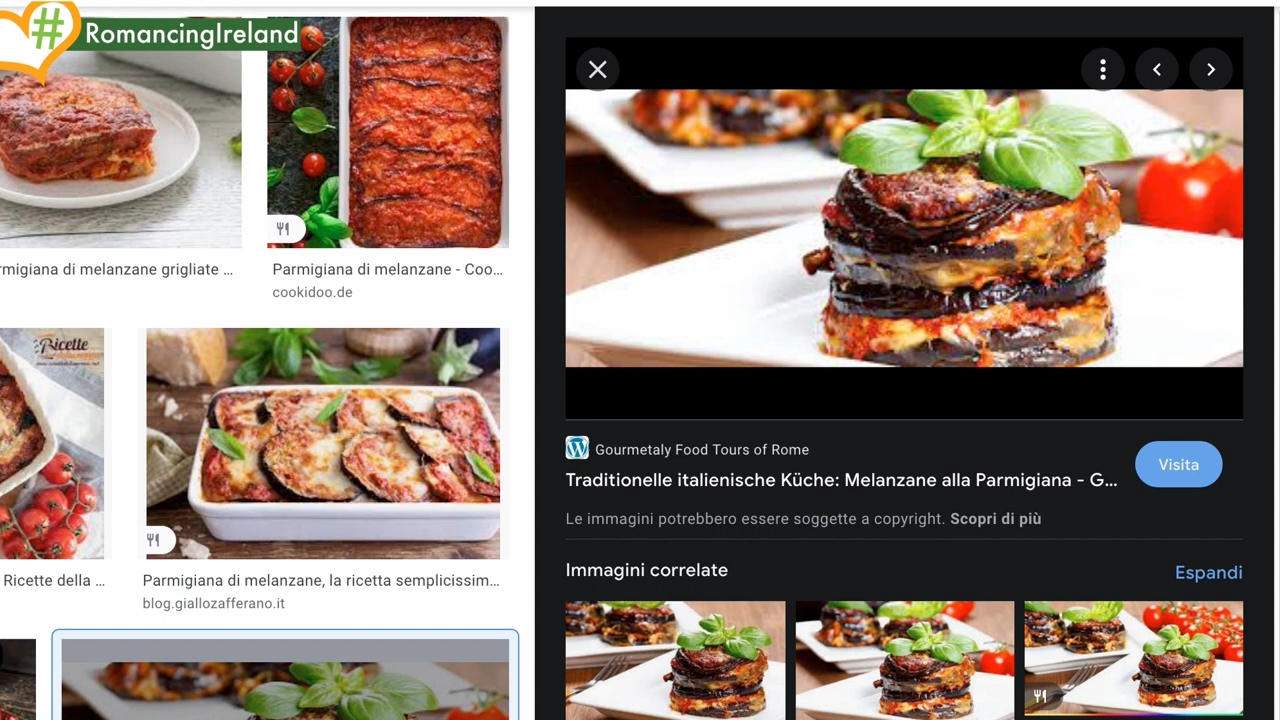 #
RomancingIreland
rmigiana di melanzane grigliate ...
Parmigiana di melanzane - Coo...
cookidoo.de
Ricette
Ricette della ...
Parmigiana di melanzane, la ricetta semplicissim...
blog.giallozafferano.it
Gourmetaly Food Tours of Rome
Traditionelle italienische Küche: Melanzane alla Parmigiana - G...
Visita
Le immagini potrebbero essere soggette a copyright. Scopri di più
Immagini correlate
Espandi